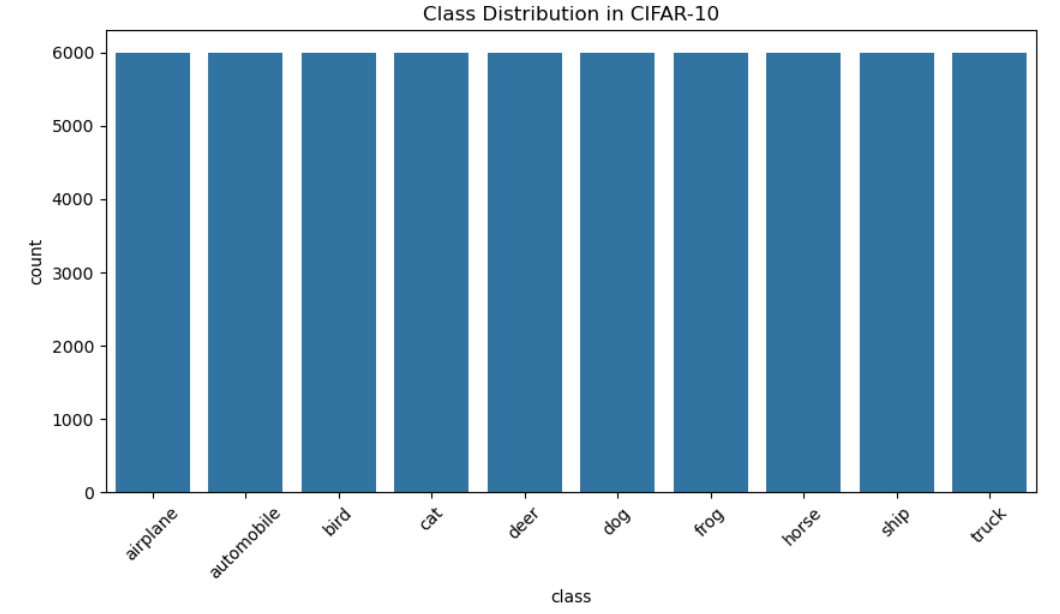 Class Distribution in CIFAR-10
6000
5000
4000
3000
2000
1000
0
count
airplane
automobile
bird
cat
deer
dog
frog
horse
ship
truck
class